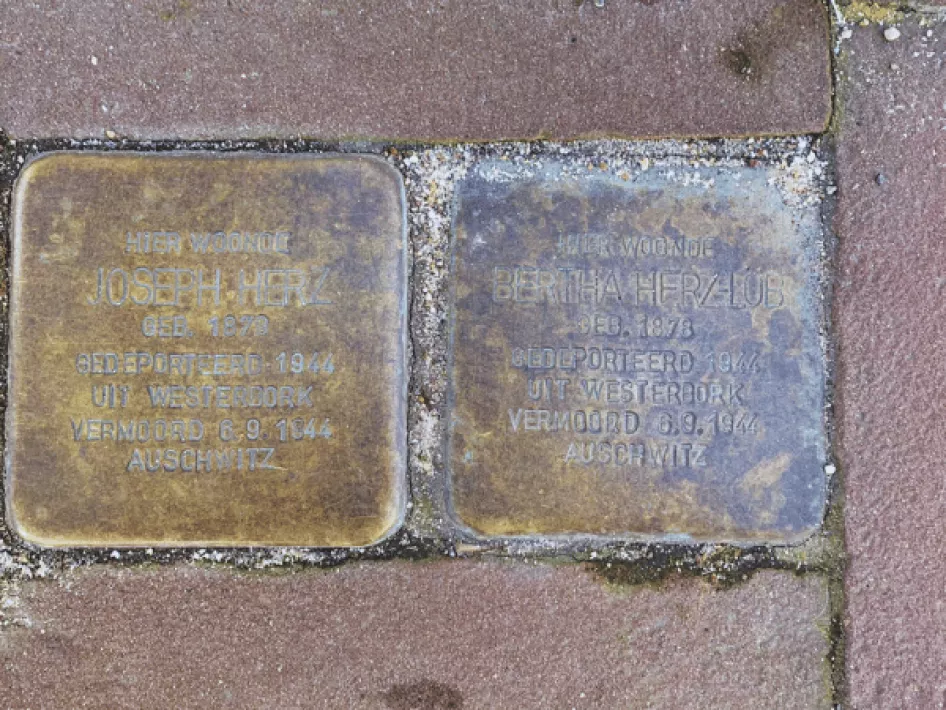 HIER WOONDE
JOSEPH HERZ
GEB. 1879
GEDEPORTEERD 1944
UIT WESTERBORK
VERMOORD 6.9.1944
AUSCHWITZ
HIER WOONDE
BERTHA HERZ-LÖB
GEB. 1878
GEDEPORTEERD 1944
UIT WESTERBORK
VERMOORD 6.9.1944
AUSCHWITZ